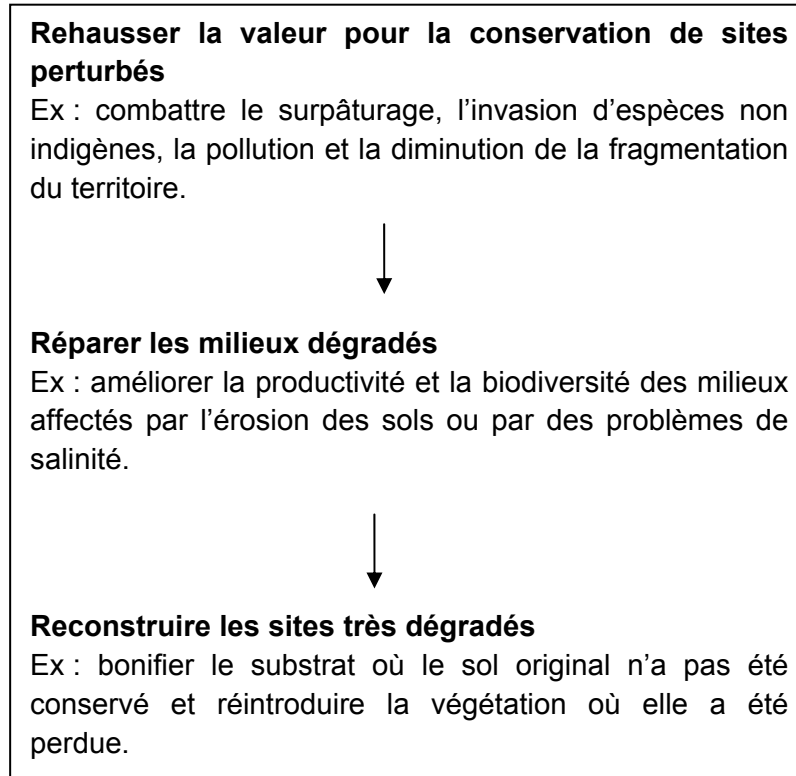 Rehausser la valeur pour la conservation de sites
perturbés
Ex : combattre le surpâturage, l’invasion d’espèces non
indigènes, la pollution et la diminution de la fragmentation
du territoire.
Réparer les milieux dégradés
Ex : améliorer la productivité et la biodiversité des milieux
affectés par l’érosion des sols ou par des problèmes de
salinité.
Reconstruire les sites très dégradés
Ex : bonifier le substrat où le sol original n’a pas été
conservé et réintroduire la végétation où elle a été
perdue.